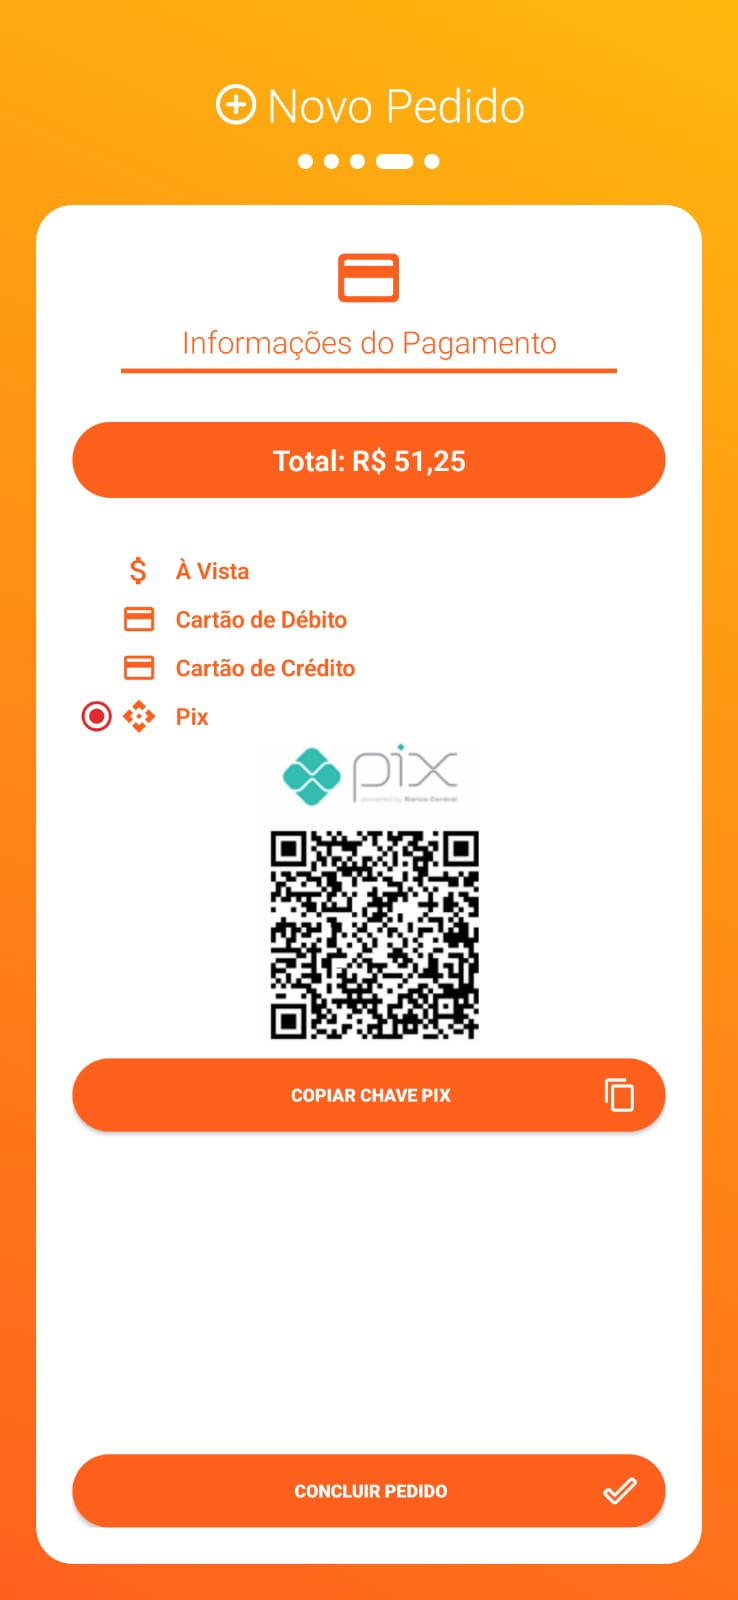 Novo Pedido
Informações do Pagamento
Total: R$ 51,25
À Vista
Cartão de Débito
Cartão de Crédito
Pix
pix
powered by Banco Central
COPIAR CHAVE PIX
CONCLUIR PEDIDO